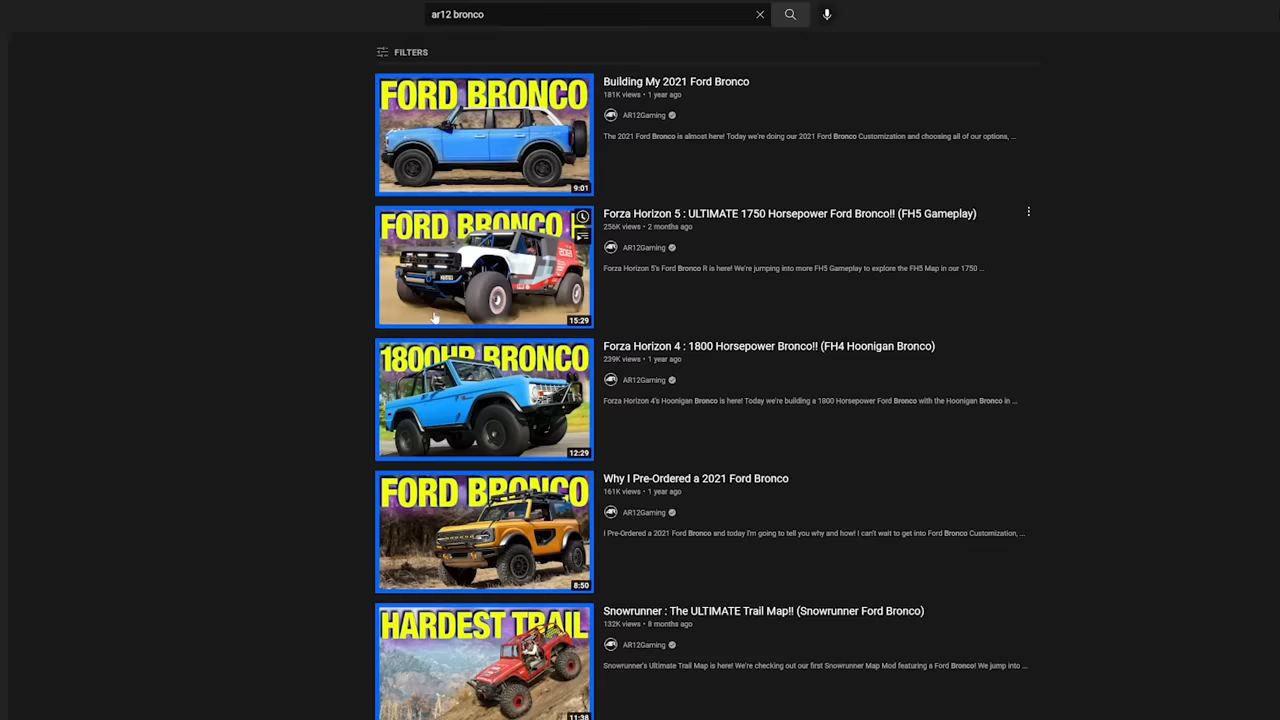 ar12 bronco
FILTERS
FORD BRONCO
9:01
Building My 2021 Ford Bronco
181K views • 1 year ago
AR12Gaming
The 2021 Ford Bronco is almost here! Today we're doing our 2021 Ford Bronco Customization and choosing all of our options, ...
FORD BRONCO
15:29
Forza Horizon 5 : ULTIMATE 1750 Horsepower Ford Bronco!! (FH5 Gameplay)
256K views • 2 months ago
AR12Gaming
Forza Horizon 5's Ford Bronco R is here! We're jumping into more FH5 Gameplay to explore the FH5 Map in our 1750 ...
1800HP BRONCO
12:29
Forza Horizon 4 : 1800 Horsepower Bronco!! (FH4 Hoonigan Bronco)
239K views • 1 year ago
AR12Gaming
Forza Horizon 4's Hoonigan Bronco is here! Today we're building a 1800 Horsepower Ford Bronco with the Hoonigan Bronco in ...
FORD BRONCO
8:50
Why I Pre-Ordered a 2021 Ford Bronco
161K views • 1 year ago
AR12Gaming
I Pre-Ordered a 2021 Ford Bronco and today I'm going to tell you why and how! I can't wait to get into Ford Bronco Customization, ...
HARDEST TRAIL
11:38
Snowrunner : The ULTIMATE Trail Map!! (Snowrunner Ford Bronco)
132K views • 8 months ago
AR12Gaming
Snowrunner's Ultimate Trail Map is here! We're checking out our first Snowrunner Map Mod featuring a Ford Bronco! We jump into ...